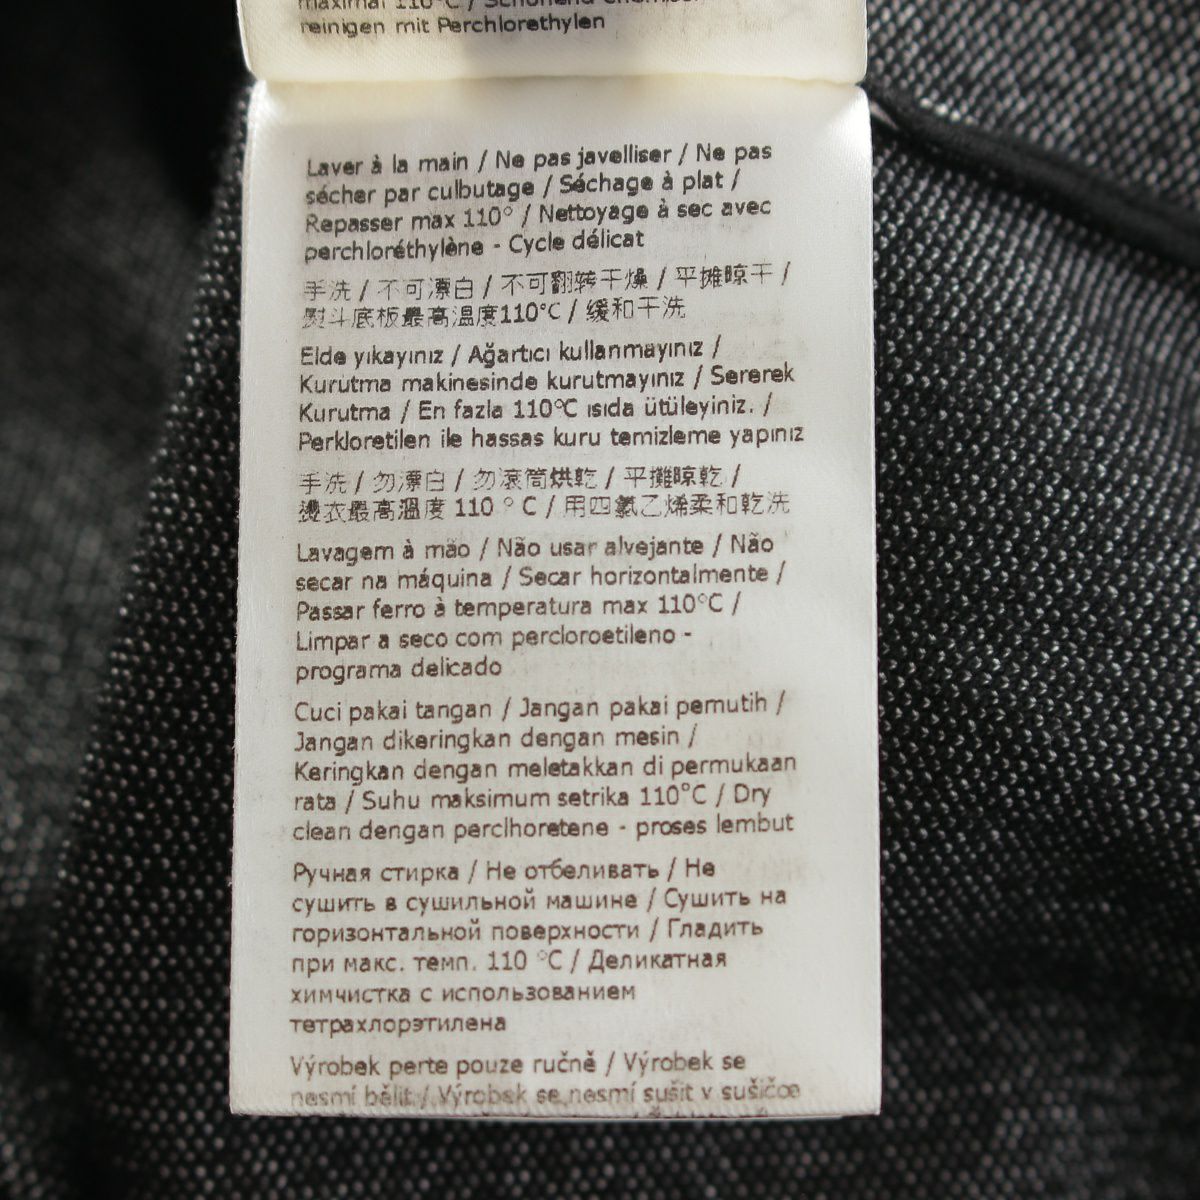 maximal 110°C / Schonend chemisch
reinigen mit Perchlorethylen
Laver à la main / Ne pas javelliser / Ne pas
sécher par culbutage / Séchage à plat /
Repasser max 110° / Nettoyage à sec avec
perchloréthylène - Cycle délicat
手洗 / 不可漂白 / 不可翻转干燥 / 平摊晾干 /
熨斗底板最高温度110°C / 缓和干洗
Elde yıkayınız / Ağartıcı kullanmayınız /
Kurutma makinesinde kurutmayınız / Sererek
Kurutma / En fazla 110°C ısıda ütüleyiniz. /
Perkloretilen ile hassas kuru temizleme yapınız
手洗 / 勿漂白 / 勿滾筒烘乾 / 平攤晾乾 /
燙衣最高溫度 110 ° C / 用四氯乙烯柔和乾洗
Lavagem à mão / Não usar alvejante / Não
secar na máquina / Secar horizontalmente /
Passar ferro à temperatura max 110°C /
Limpar a seco com percloroetileno -
programa delicado
Cuci pakai tangan / Jangan pakai pemutih /
Jangan dikeringkan dengan mesin /
Keringkan dengan meletakkan di permukaan
rata / Suhu maksimum setrika 110°C / Dry
clean dengan perclhoretene - proses lembut
Ручная стирка / Не отбеливать / Не
сушить в сушильной машине / Сушить на
горизонтальной поверхности / Гладить
при макс. темп. 110 °C / Деликатная
химчистка с использованием
тетрахлорэтилена
Výrobek perte pouze ručně / Výrobek se
nesmí bělit / Výrobek se nesmí sušit v sušičce